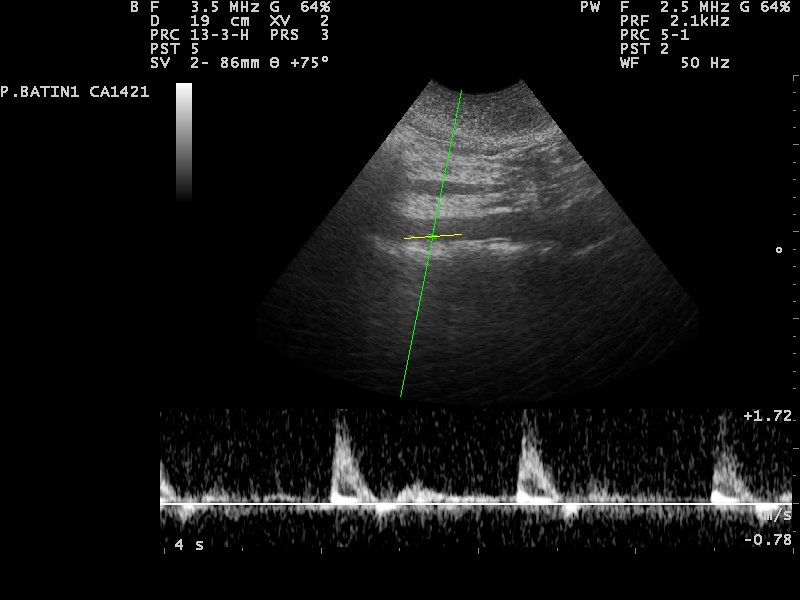 B F 3.5 MHz G 64%
D 19 cm XV 2
PRC 13-3-H PRS 3
PST 5
SV 2- 86mm θ +75°
PW F 2.5 MHz G 64%
PRF 2.1kHz
PRC 5-1
PST 2
WF 50 Hz
P.BATIN1 CA1421
+1.72
m/s
-0.78
4 s